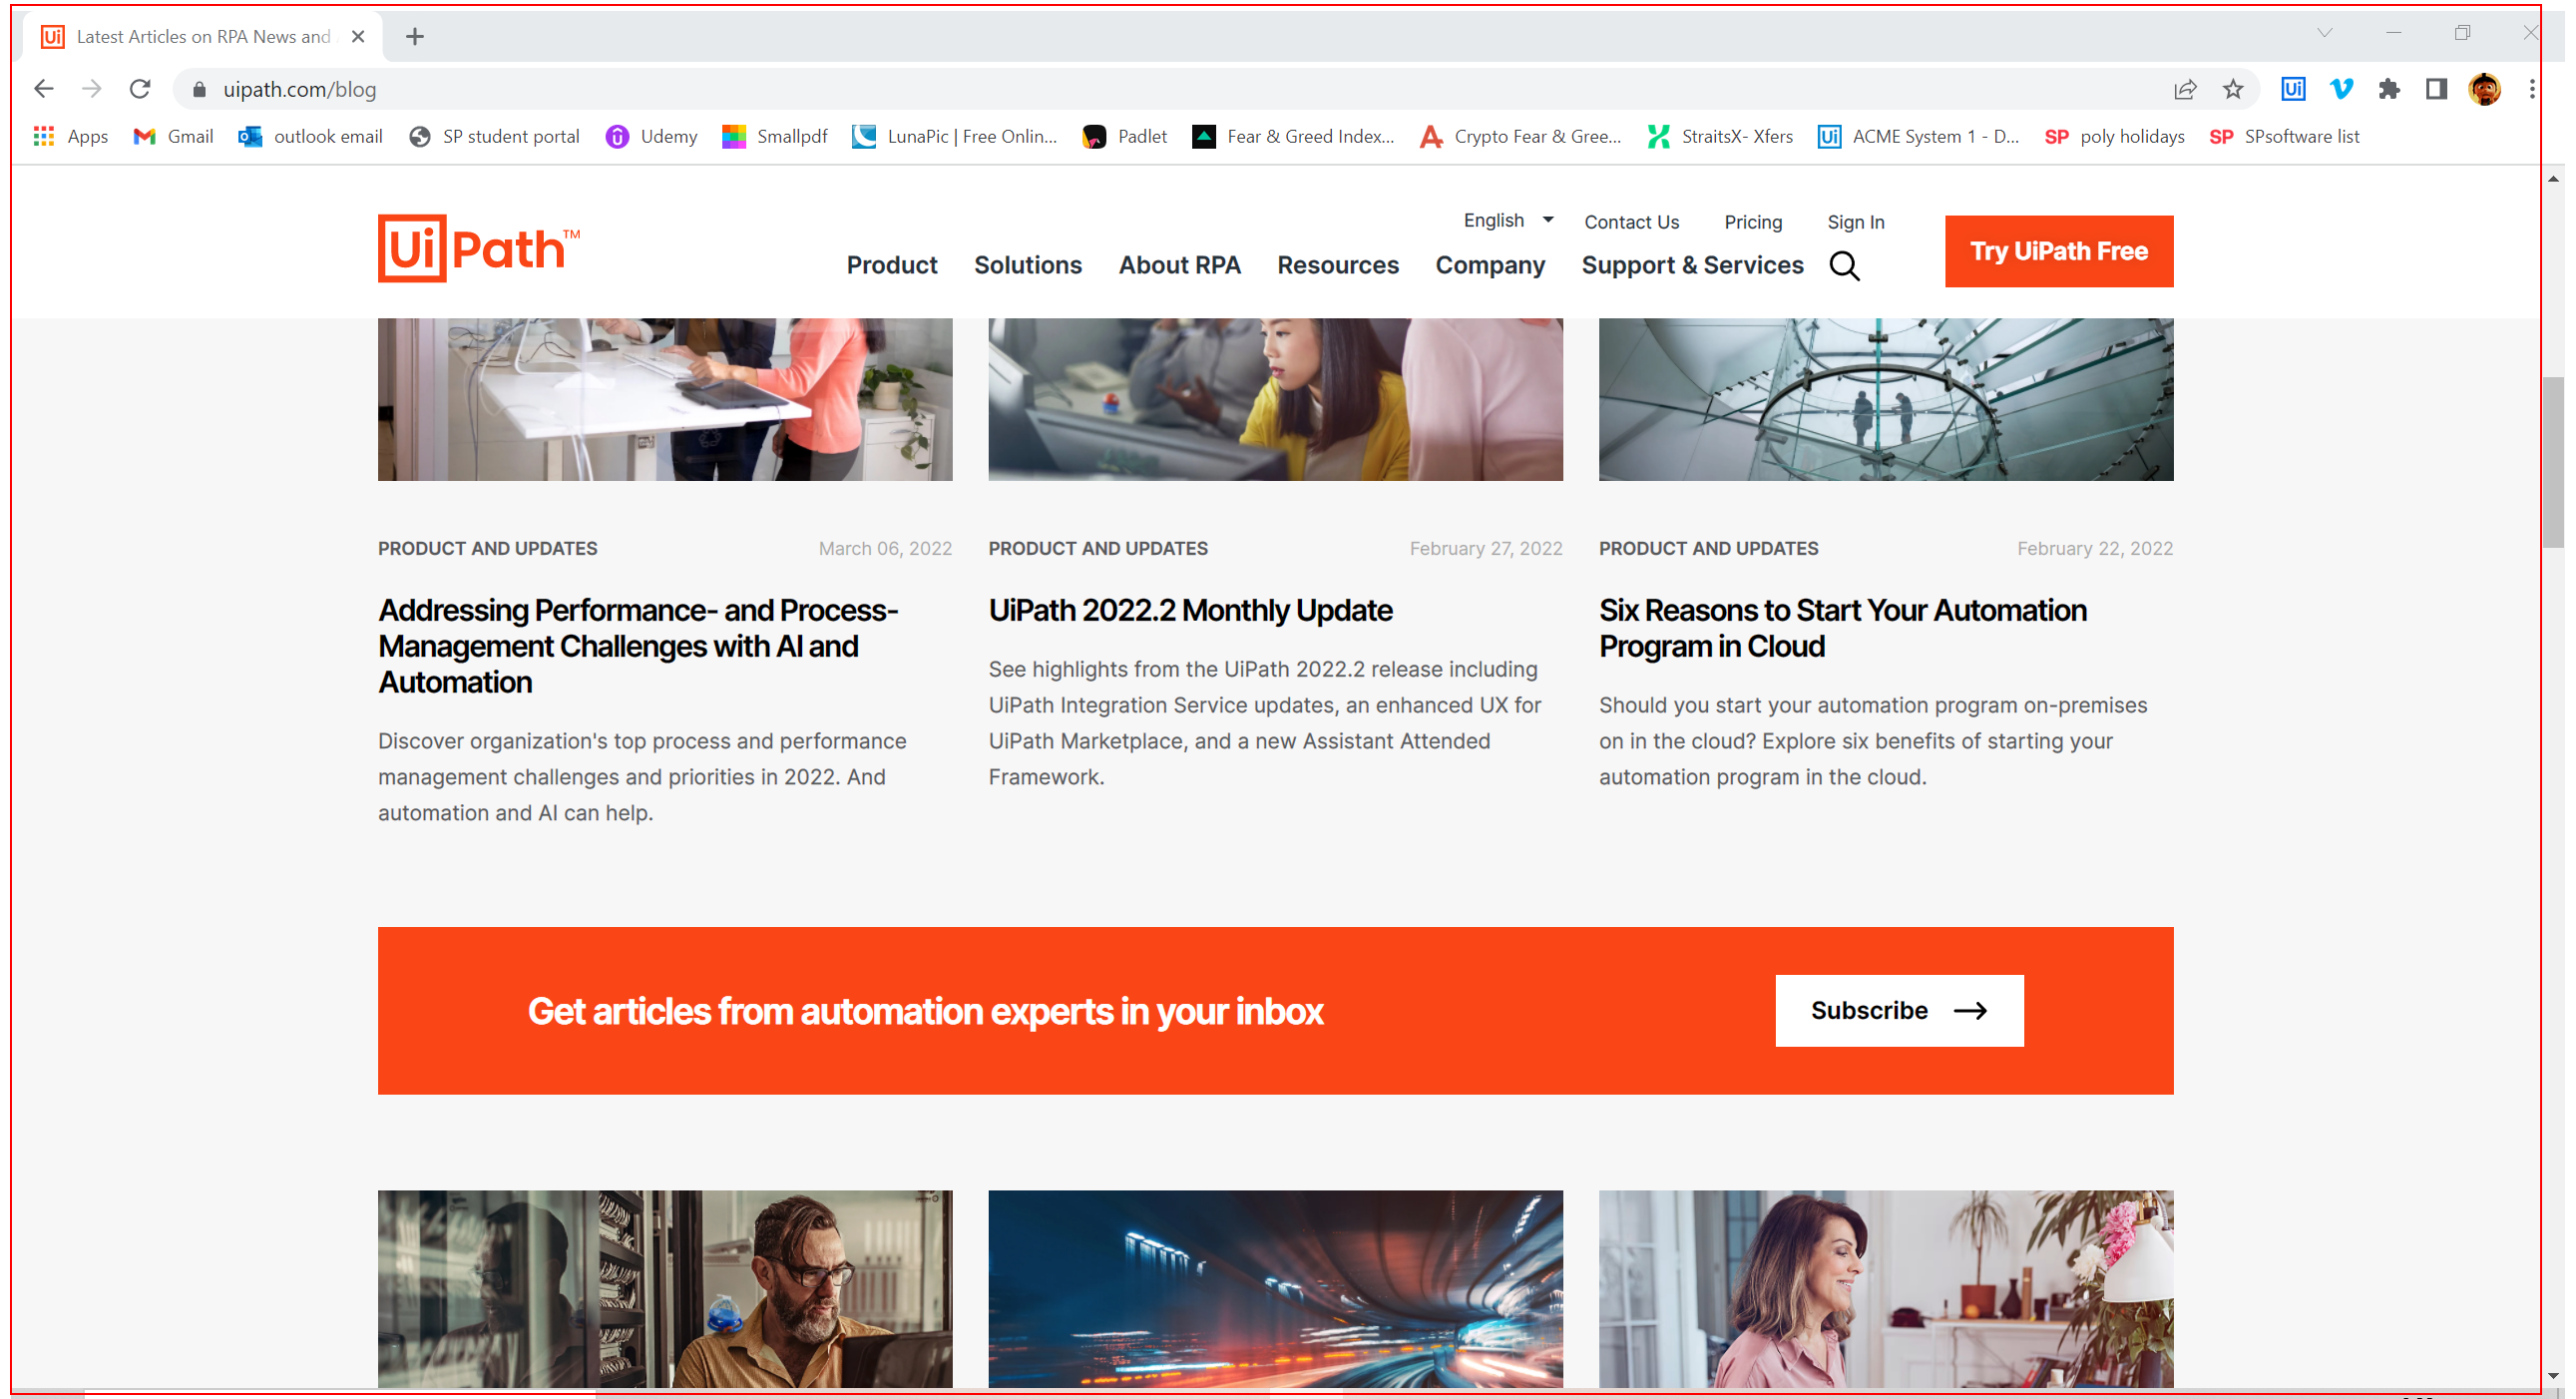 Latest Articles on RPA News and
uipath.com/blog
Apps Gmail outlook email SP student portal Udemy Smallpdf LunaPic | Free Onlin... Padlet Fear & Greed Index... Crypto Fear & Gree... StraitsX- Xfers ACME System 1 - D... SP poly holidays SP SPsoftware list
English Contact Us Pricing Sign In
UiPath™
Product Solutions About RPA Resources Company Support & Services
Try UiPath Free
PRODUCT AND UPDATES March 06, 2022
Addressing Performance- and Process-
Management Challenges with AI and
Automation
Discover organization's top process and performance
management challenges and priorities in 2022. And
automation and AI can help.
PRODUCT AND UPDATES February 27, 2022
UiPath 2022.2 Monthly Update
See highlights from the UiPath 2022.2 release including
UiPath Integration Service updates, an enhanced UX for
UiPath Marketplace, and a new Assistant Attended
Framework.
PRODUCT AND UPDATES February 22, 2022
Six Reasons to Start Your Automation
Program in Cloud
Should you start your automation program on-premises
on in the cloud? Explore six benefits of starting your
automation program in the cloud.
Get articles from automation experts in your inbox
Subscribe